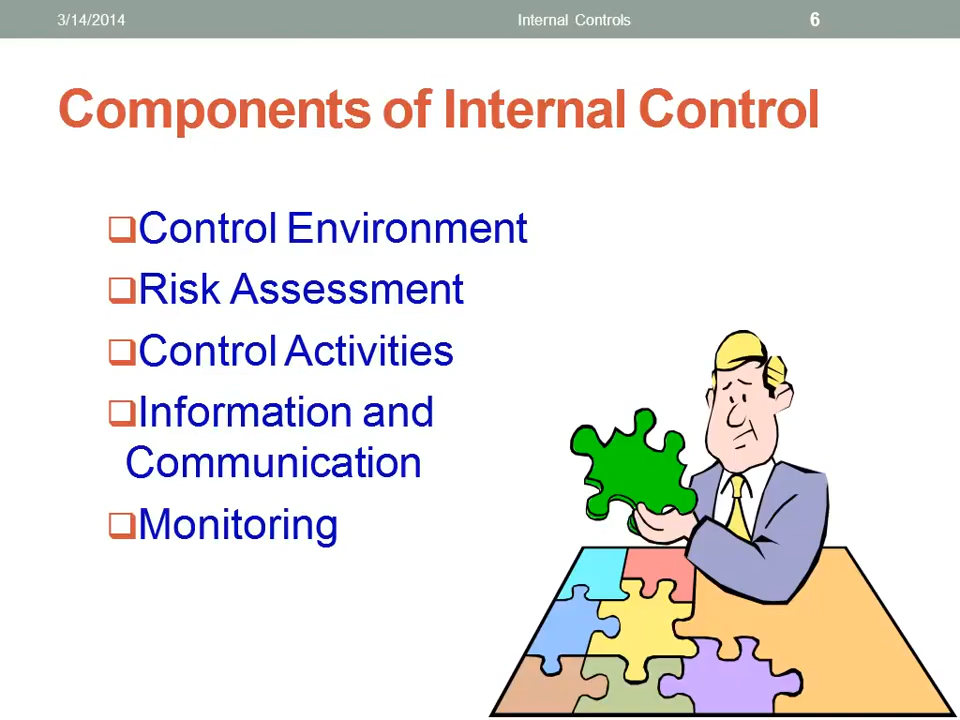 3/14/2014 Internal Controls 6
Components of Internal Control
Control Environment
Risk Assessment
Control Activities
Information and
Communication
Monitoring